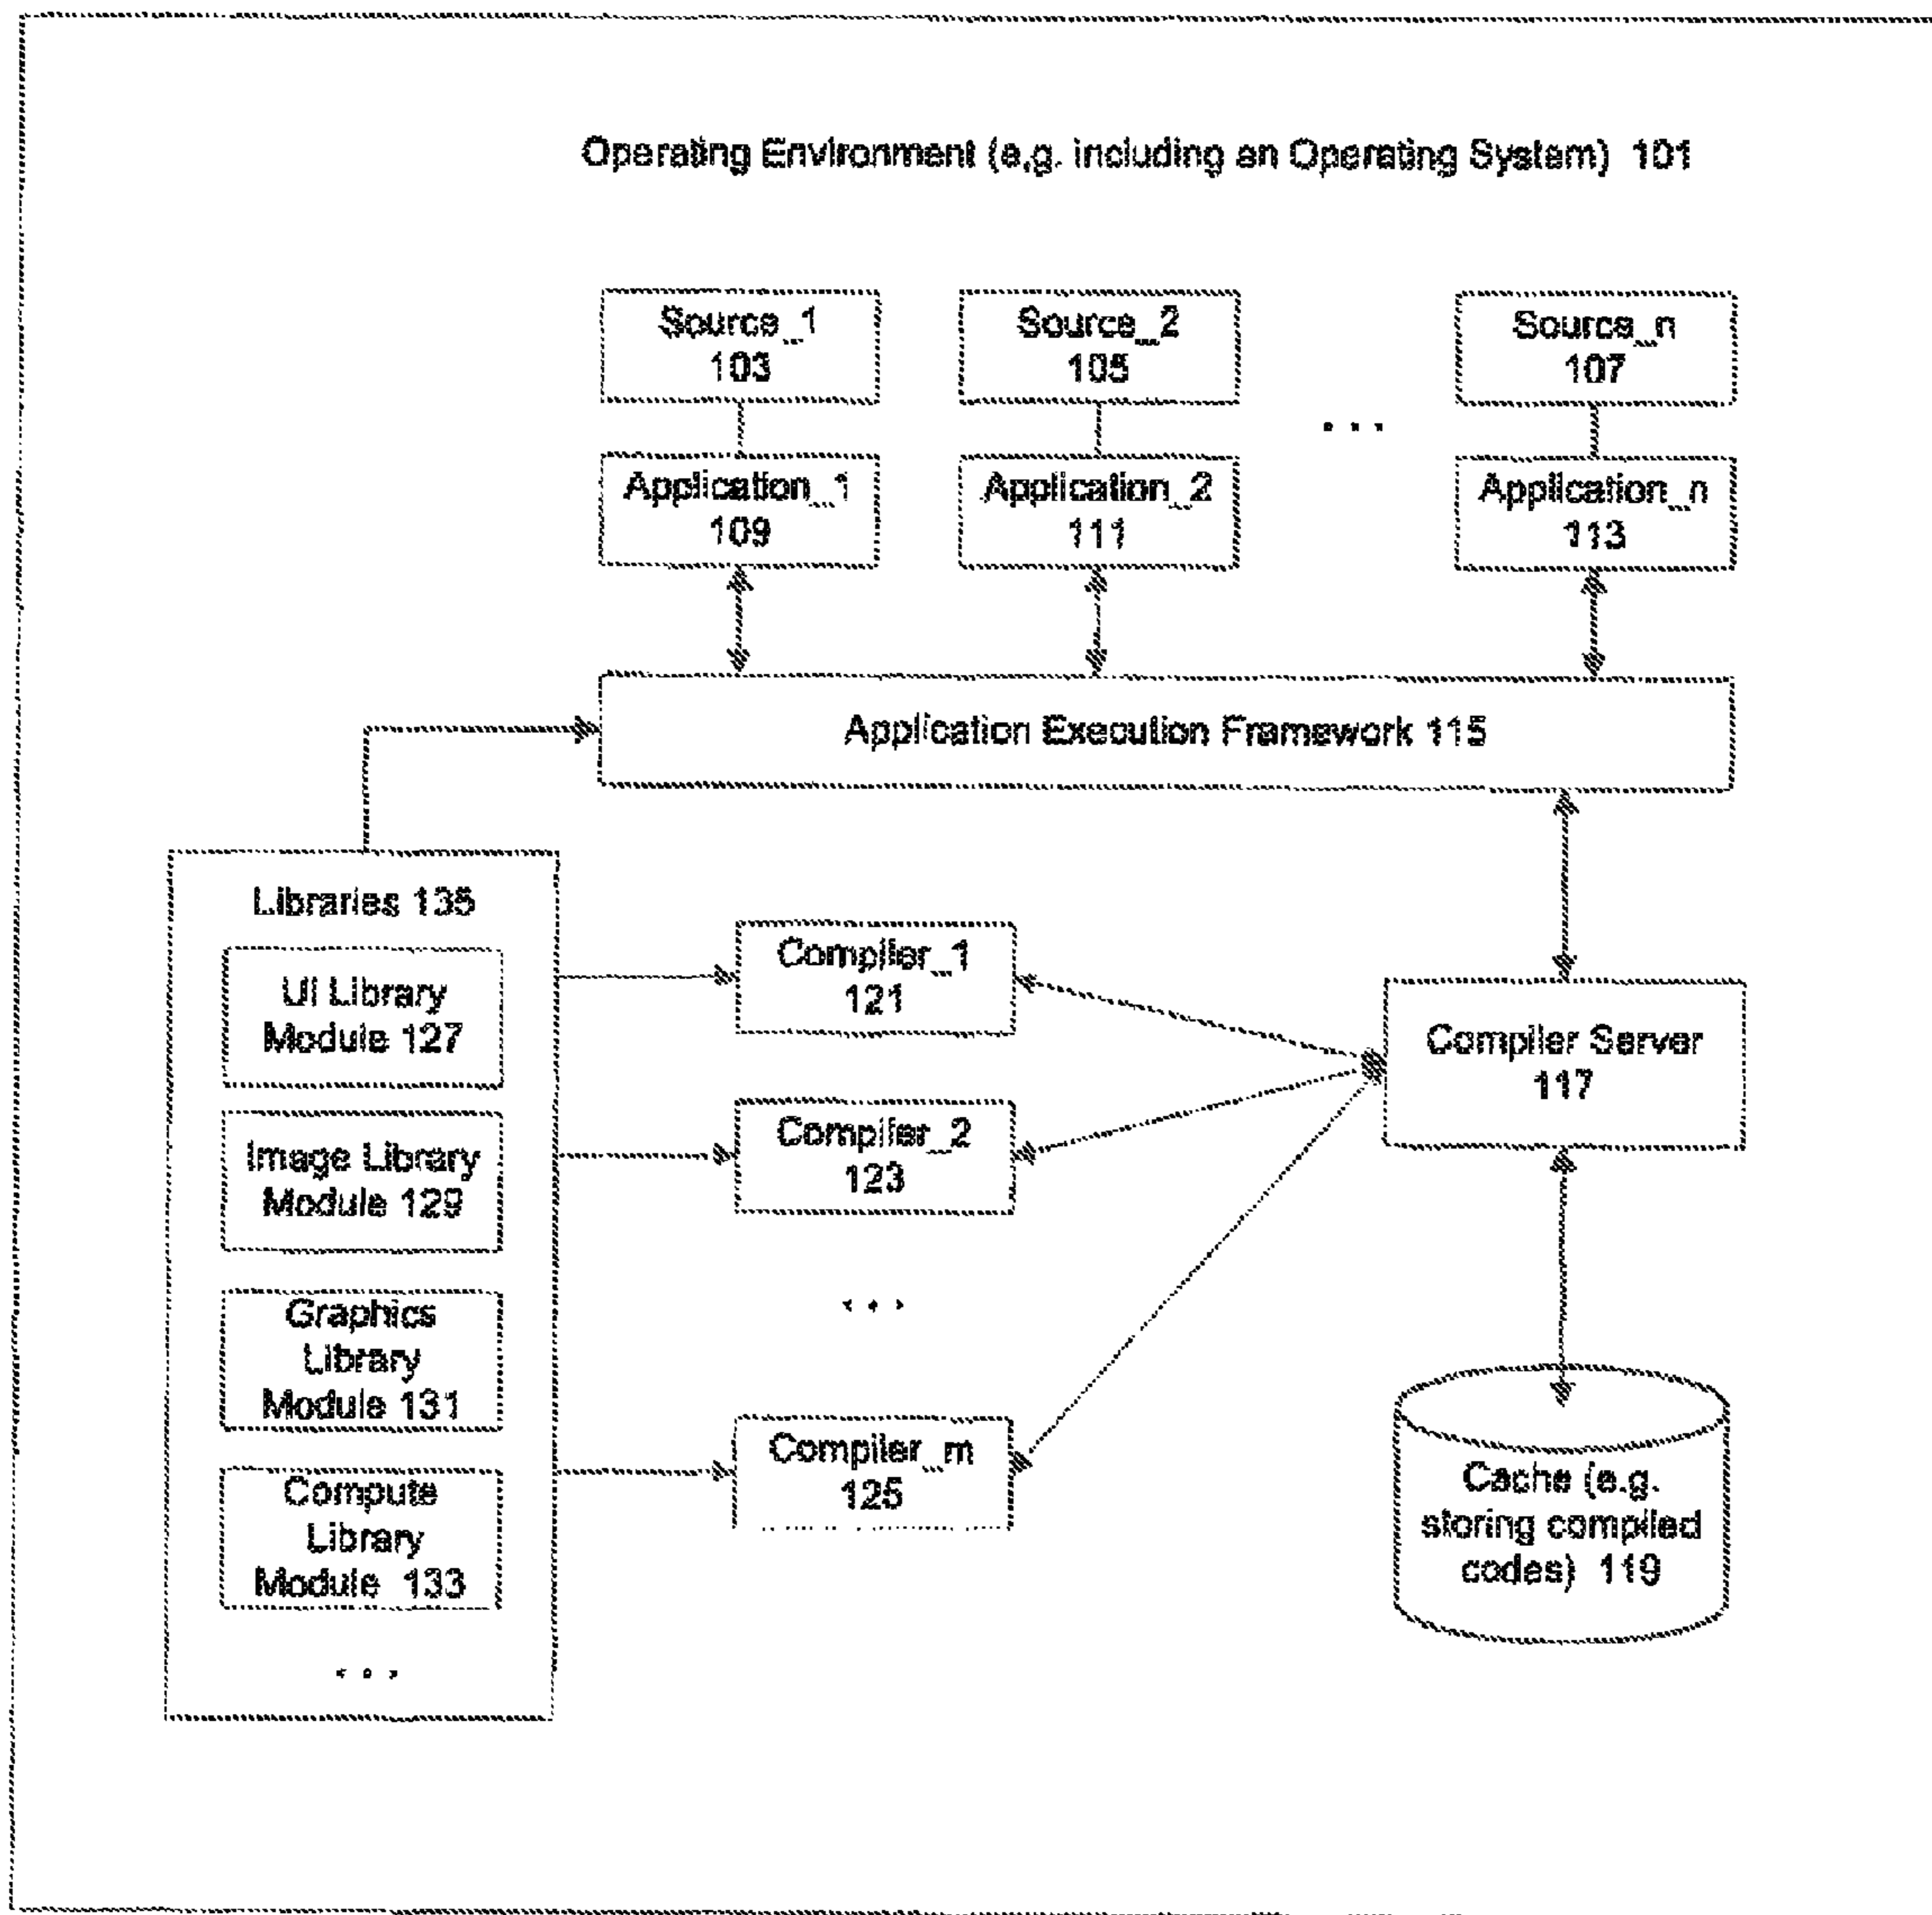 Operating Environment (e.g. including an Operating System) 101
Source_1
103
Source_2
105
Source_n
107
. . .
Application_1
109
Application_2
111
Application_n
113
Application Execution Framework 115
Libraries 135
UI Library
Module 127
Image Library
Module 129
Graphics
Library
Module 131
Compute
Library
Module 133
. . .
Compiler_1
121
Compiler_2
123
. . .
Compiler_m
125
Compiler Server
117
Cache (e.g.
storing compiled
codes) 119